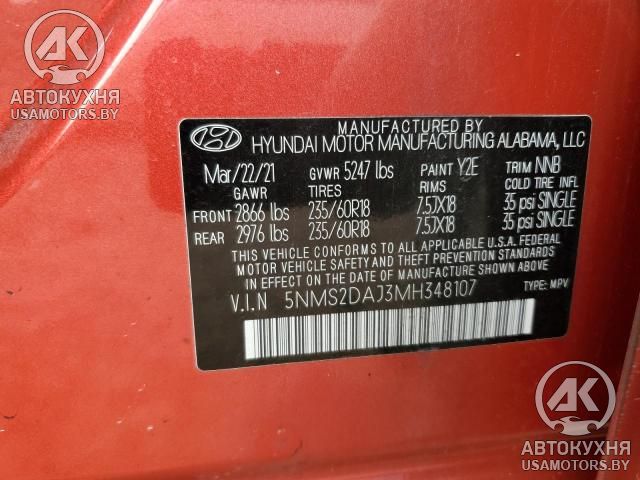 АК
АВТОКУХНЯ
USAMOTORS.BY
MANUFACTURED BY
HYUNDAI MOTOR MANUFACTURING ALABAMA, LLC
Mar/22/21 GVWR 5247 lbs PAINT Y2E TRIM NNB
GAWR TIRES RIMS COLD TIRE INFL
FRONT 2866 lbs 235/60R18 7.5JX18 35 psi SINGLE
REAR 2976 lbs 235/60R18 7.5JX18 35 psi SINGLE
THIS VEHICLE CONFORMS TO ALL APPLICABLE U.S.A. FEDERAL
MOTOR VEHICLE SAFETY AND THEFT PREVENTION STANDARDS
IN EFFECT ON THE DATE OF MANUFACTURE SHOWN ABOVE
V.I.N 5NMS2DAJ3MH348107 TYPE: MPV
АК
АВТОКУХНЯ
USAMOTORS.BY